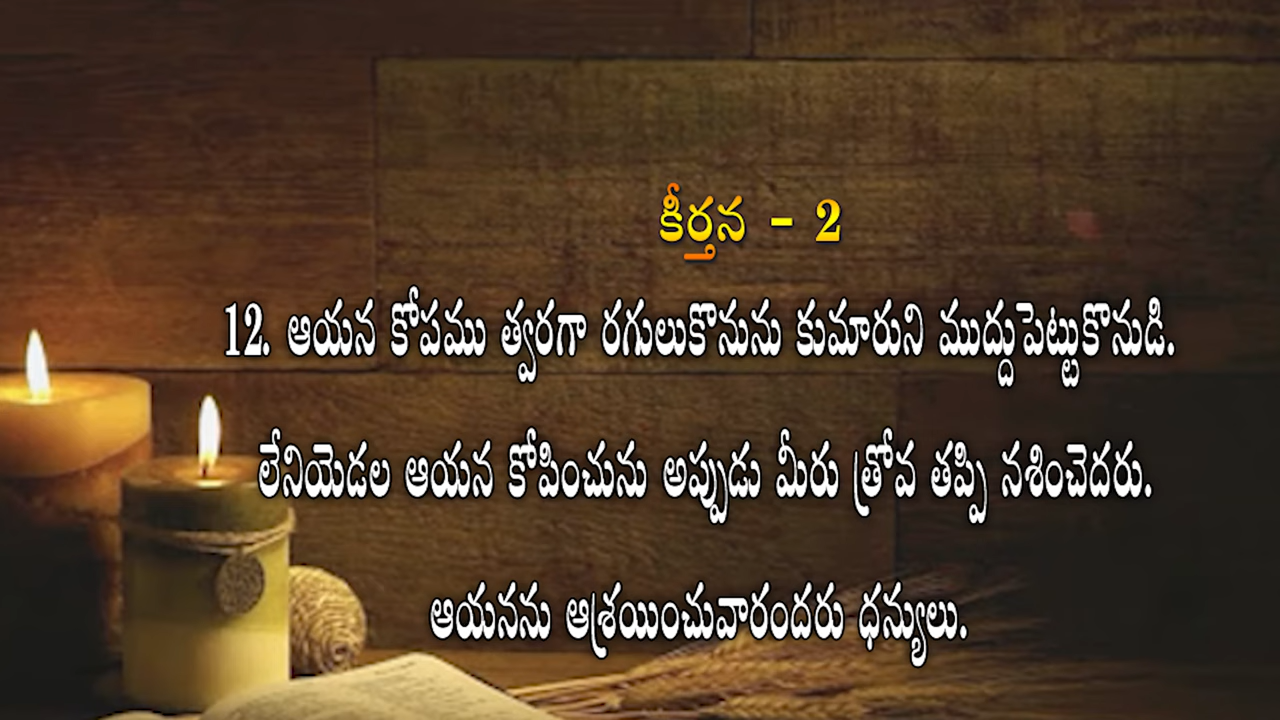 కీర్తన - 2
12. ఆయన కోపము త్వరగా రగులుకొనును కుమారుని ముద్దుపెట్టుకొనుడి.
లేనియెడల ఆయన కోపించును అప్పుడు మీరు త్రోవ తప్పి నశించెదరు.
ఆయనను ఆశ్రయించువారందరు ధన్యులు.